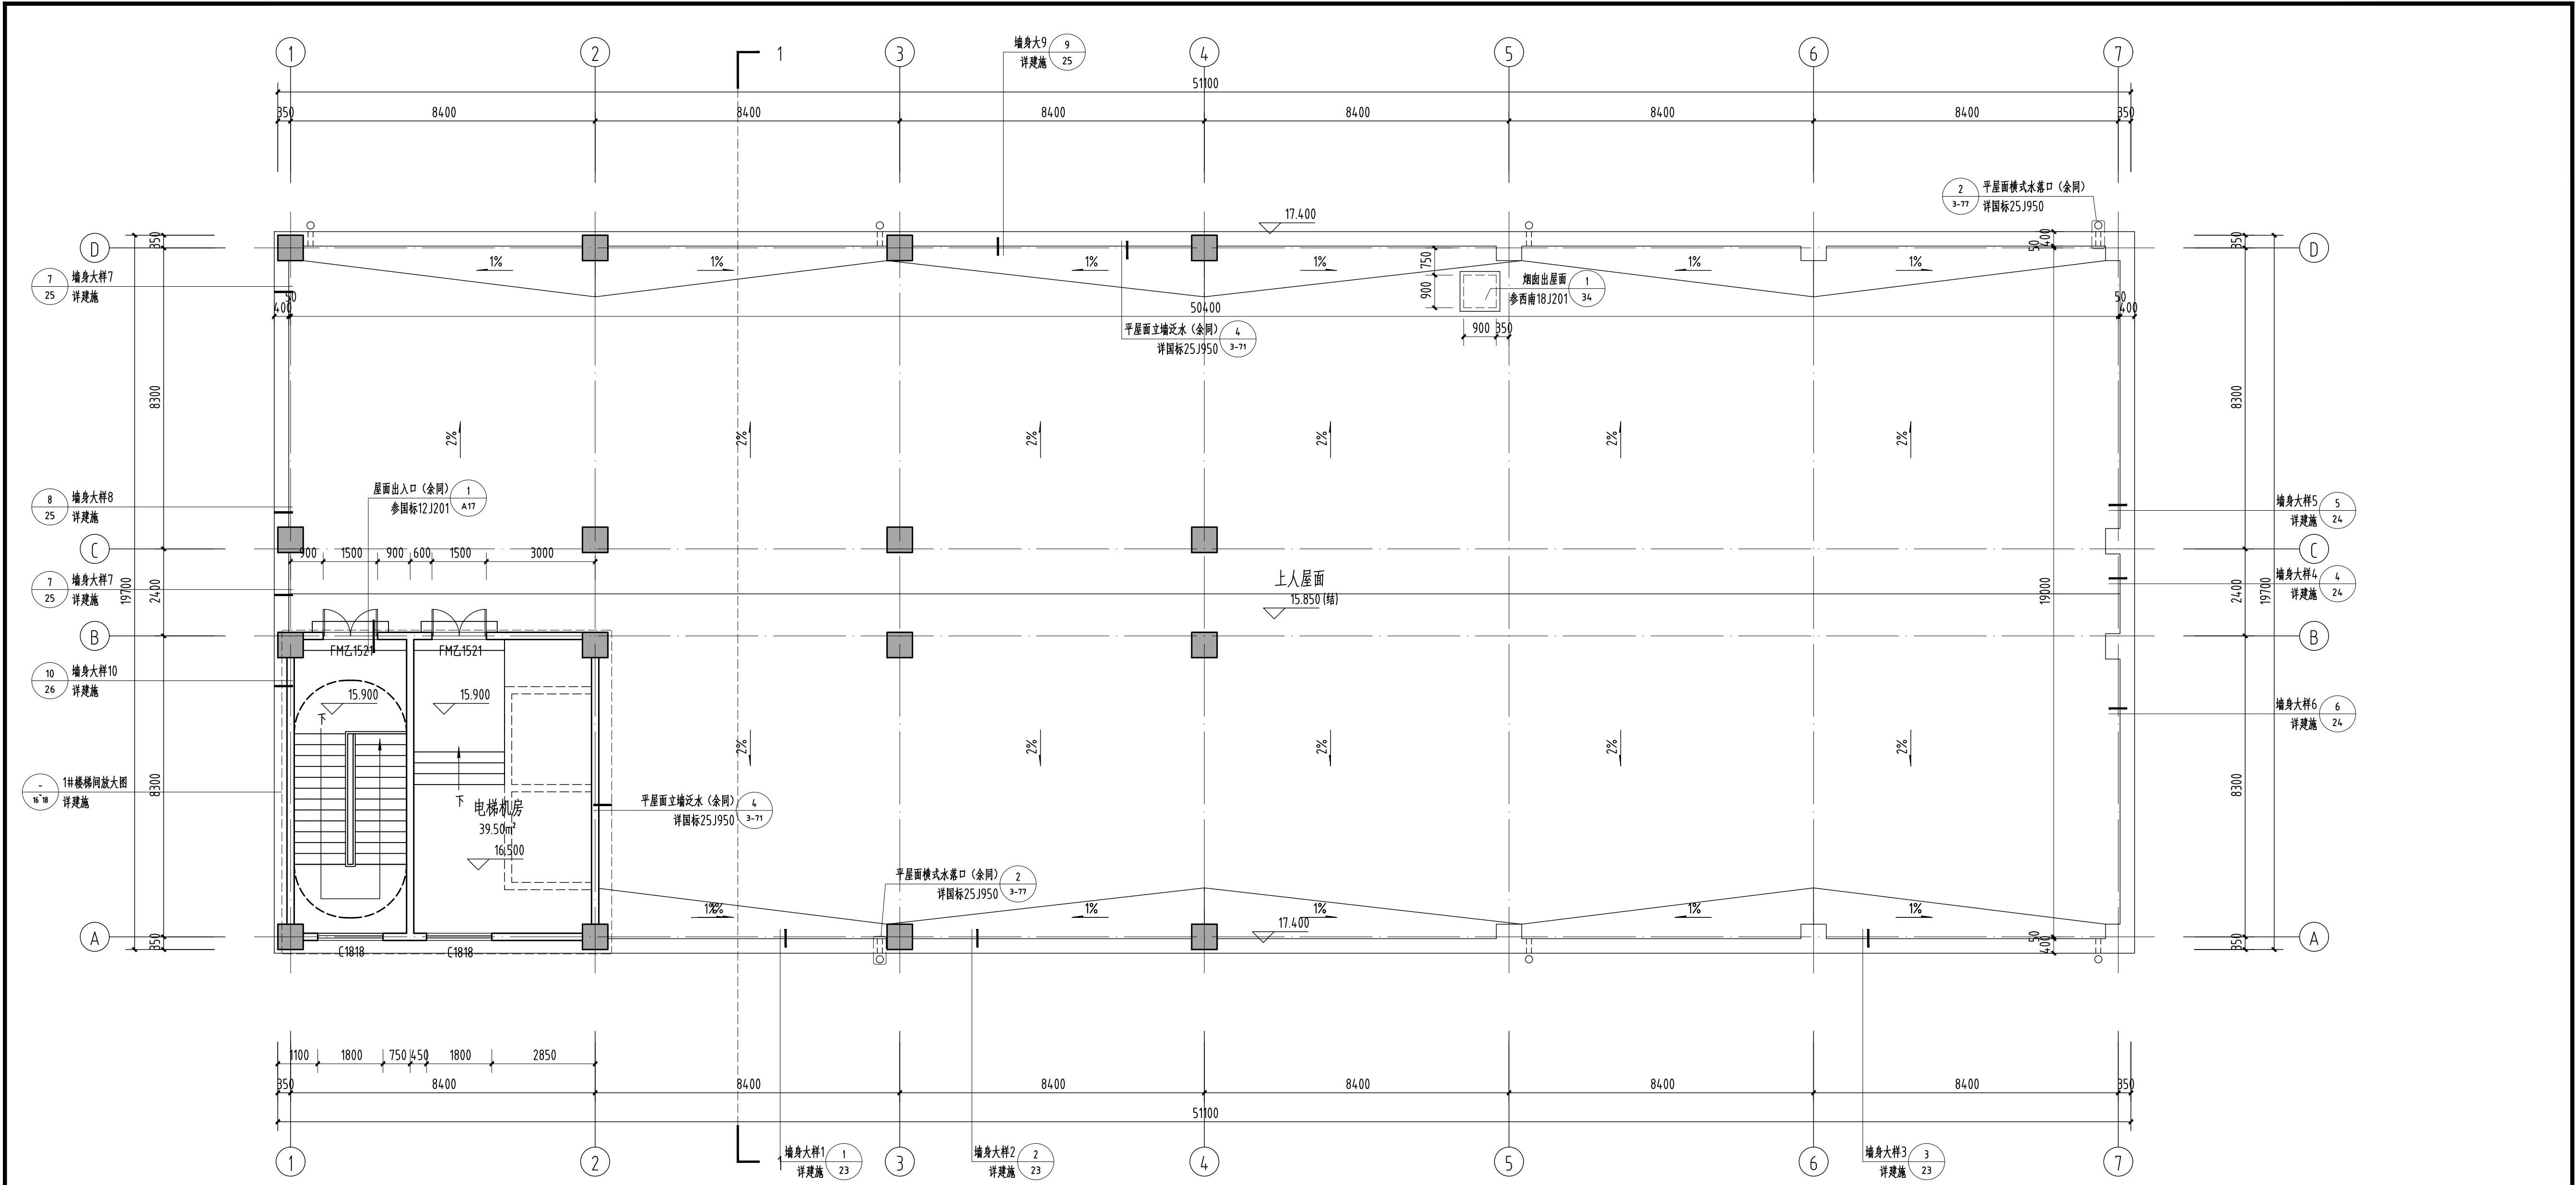 1 2 1 3 4 5 6 7
墙身大9 9
详建施 25
51100
350 8400 8400 8400 8400 8400 8400 350
2 平屋面横式水落口（余同）
3-77 详国标25J950
17.400
D 350 50 400 350 D
1% 1% 1% 1% 1% 1%
7 墙身大样7
25 详建施
750
900
烟囱出屋面 1
参西南18J201 34
50 50
400 50400 400
900 350
平屋面立墙泛水（余同） 4
详国标25J950 3-71
8300 8300
2% 2% 2% 2% 2% 2%
8 墙身大样8
25 详建施
屋面出入口（余同） 1
参国标12J201 A17
墙身大样5 5
详建施 24
C C
900 1500 900 600 1500 3000
7 墙身大样7
25 详建施
19700 2400 19000 2400 19700
上人屋面
15.850(结)
墙身大样4 4
详建施 24
B B
FM乙1521 FM乙1521
10 墙身大样10
26 详建施
15.900 15.900
下
墙身大样6 6
详建施 24
2% 2% 2% 2% 2%
- 1#楼梯间放大图
16~18 详建施
8300 8300
下
电梯机房
39.50m²
16.500
平屋面立墙泛水（余同） 4
详国标25J950 3-71
平屋面横式水落口（余同） 2
详国标25J950 3-77
1% 1% 1% 1% 1% 1%
17.400
A 350 50 400 350 A
C1818 C1818
1100 1800 750 450 1800 2850
350 8400 8400 8400 8400 8400 8400 350
51100
墙身大样1 1
详建施 23
墙身大样2 2
详建施 23
墙身大样3 3
详建施 23
1 2 1 3 4 5 6 7